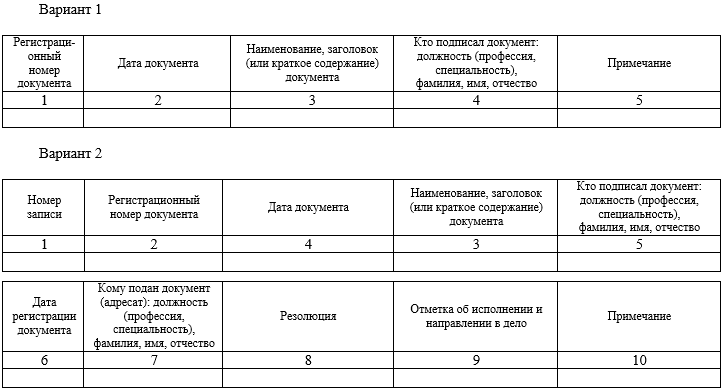 Вариант 1
Регистраци-
онный
номер
документа
Дата документа
Наименование, заголовок
(или краткое содержание)
документа
Кто подписал документ:
должность (профессия,
специальность),
фамилия, имя, отчество
Примечание
1 2 3 4 5
Вариант 2
Номер
записи
Регистрационный
номер документа
Дата документа
Наименование, заголовок
(или краткое содержание)
документа
Кто подписал документ:
должность (профессия,
специальность),
фамилия, имя, отчество
1 2 4 3 5
Дата
регистрации
документа
Кому подан документ
(адресат): должность
(профессия,
специальность),
фамилия, имя, отчество
Резолюция
Отметка об исполнении и
направлении в дело
Примечание
6 7 8 9 10